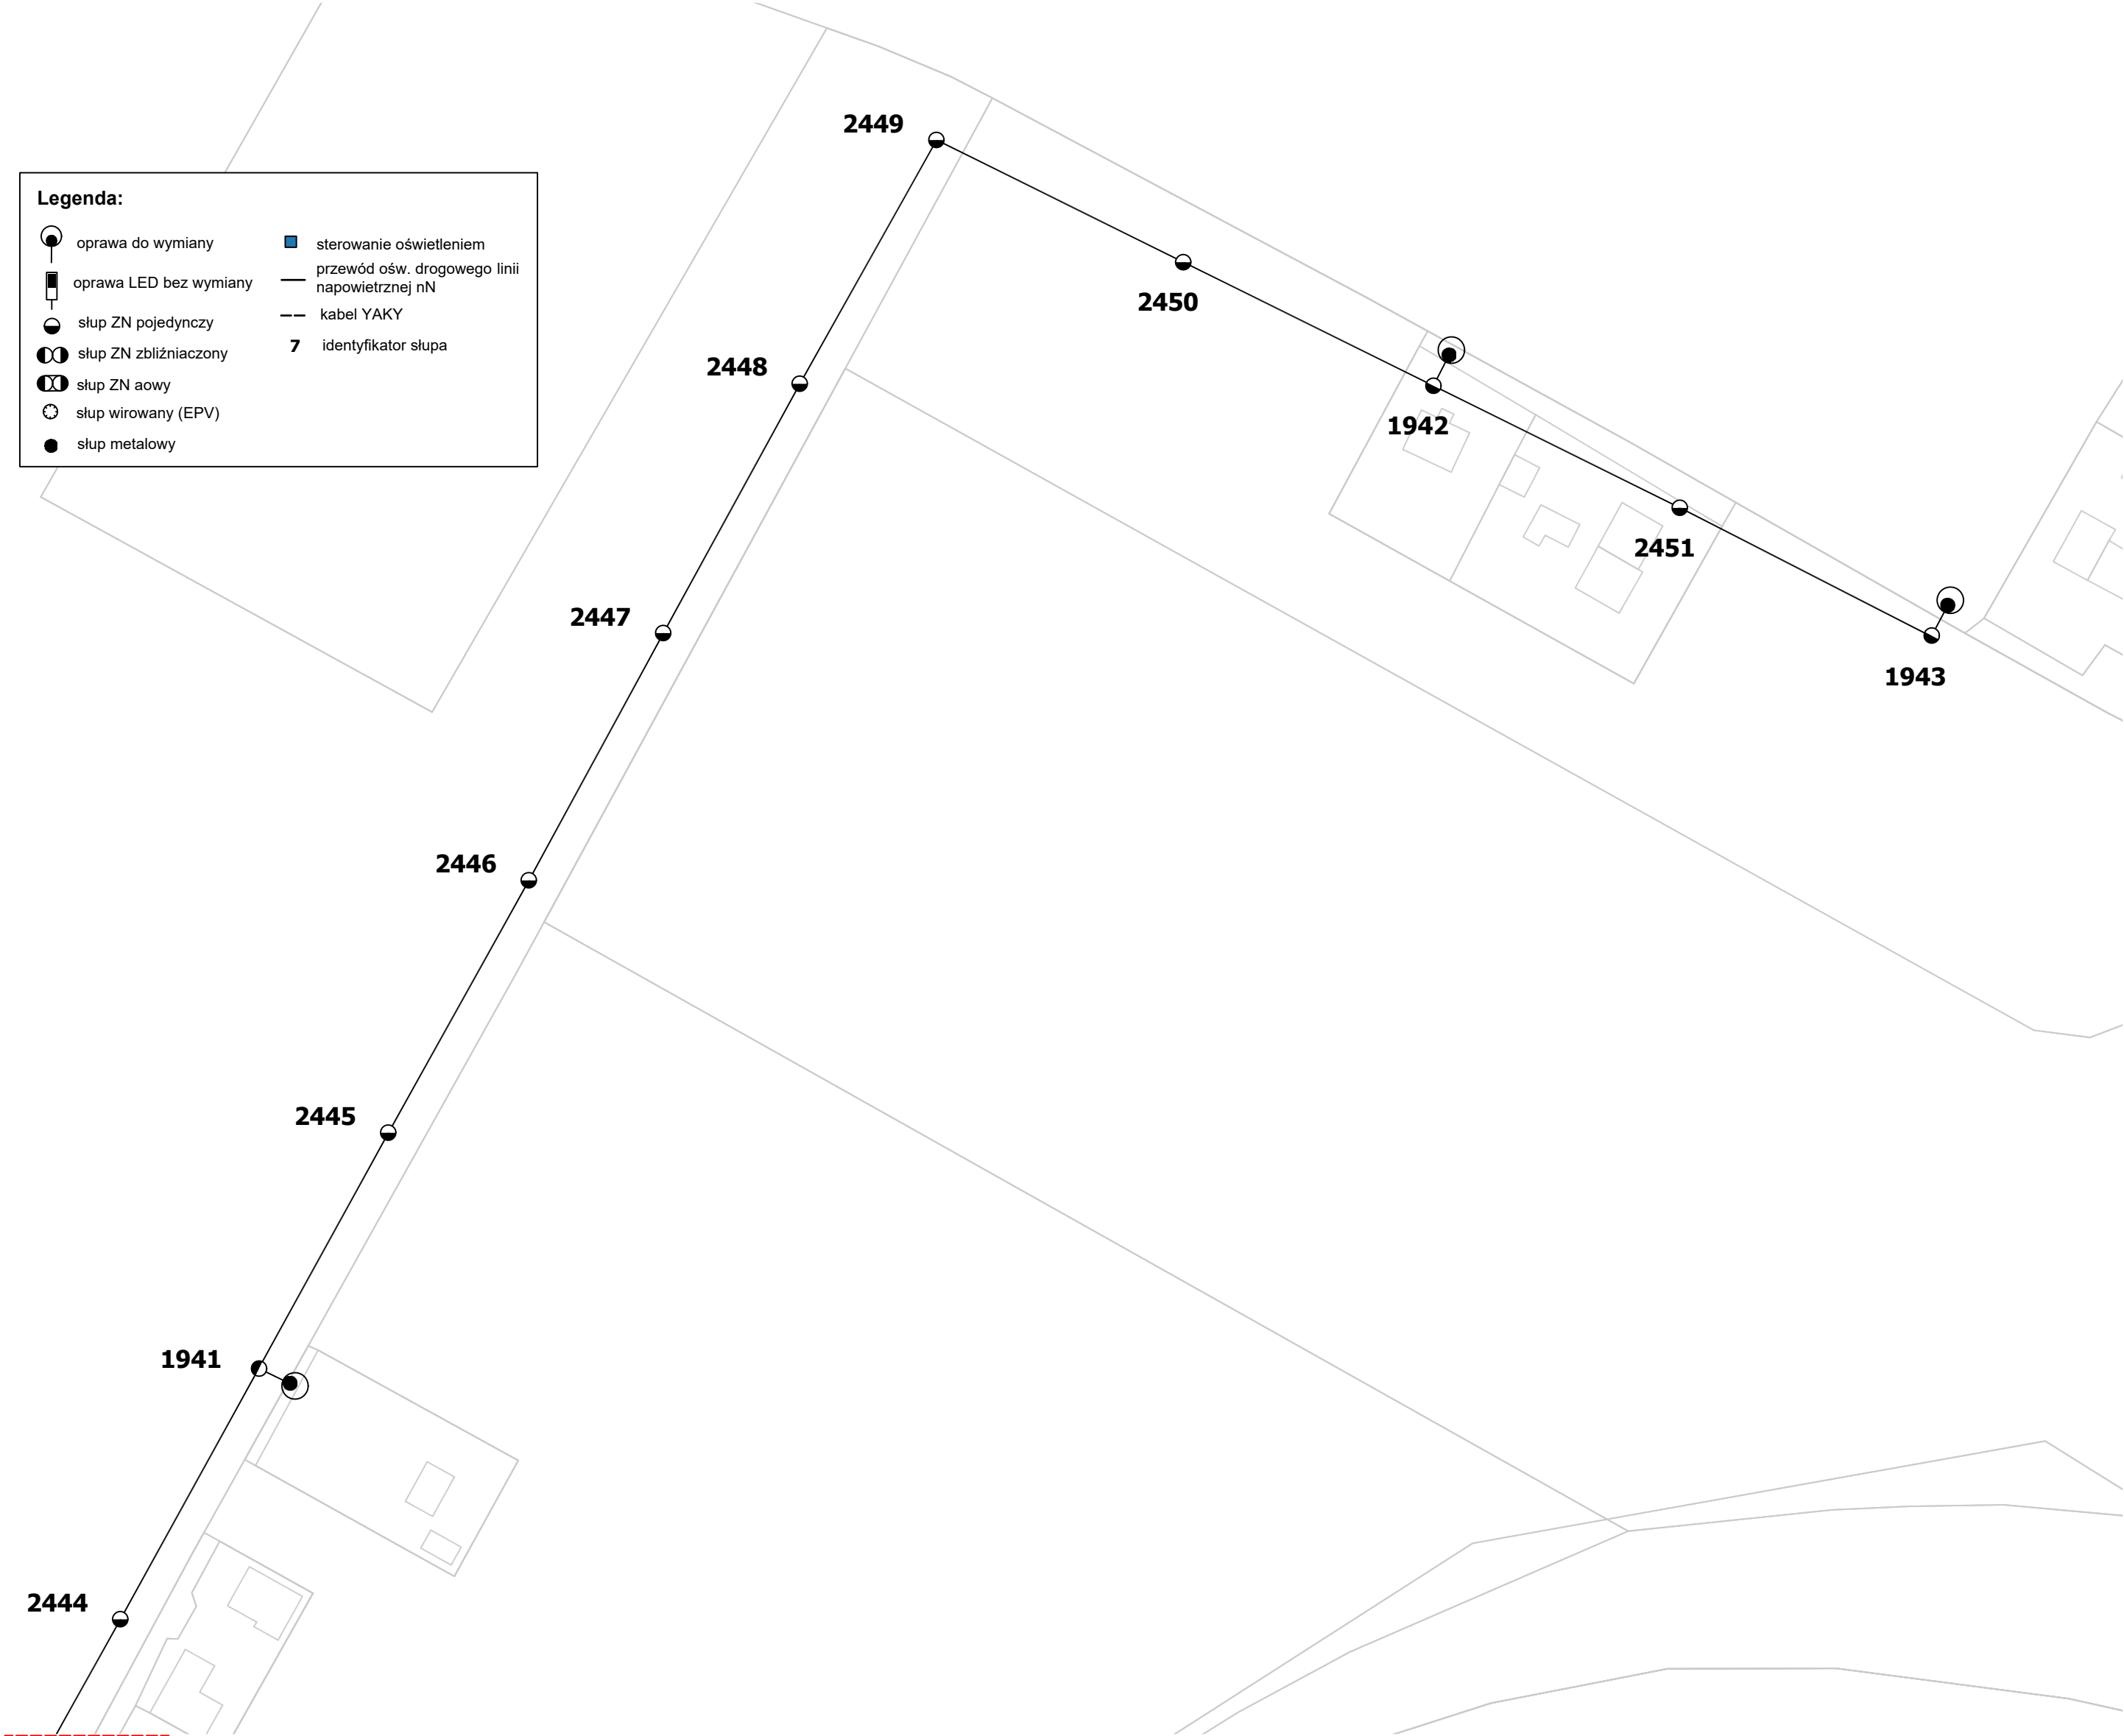 2449
Legenda:
oprawa do wymiany
oprawa LED bez wymiany
słup ZN pojedynczy
słup ZN zbliźniaczony
słup ZN aowy
słup wirowany (EPV)
słup metalowy
sterowanie oświetleniem
przewód ośw. drogowego linii
napowietrznej nN
kabel YAKY
7 identyfikator słupa
2450
2448
1942
2451
2447
1943
2446
2445
1941
2444